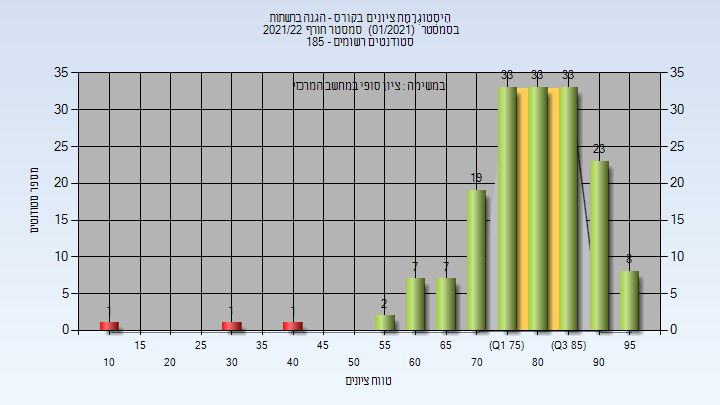 היסטוגרמת ציונים בקורס - הגנה ברשתות
בסמסטר (01/2021) סמסטר חורף 2021/22
סטודנטים רשומים - 185
במשימה : ציון סופי במחשב המרכזי
מספר סטודנטים
35 30 25 20 15 10 5 0
35 30 25 20 15 10 5 0
1 1 1 2 7 7 19 33 33 33 23 8
15 25 35 45 55 65 (Q1 75) (Q3 85) 95
10 20 30 40 50 60 70 80 90
טווח ציונים